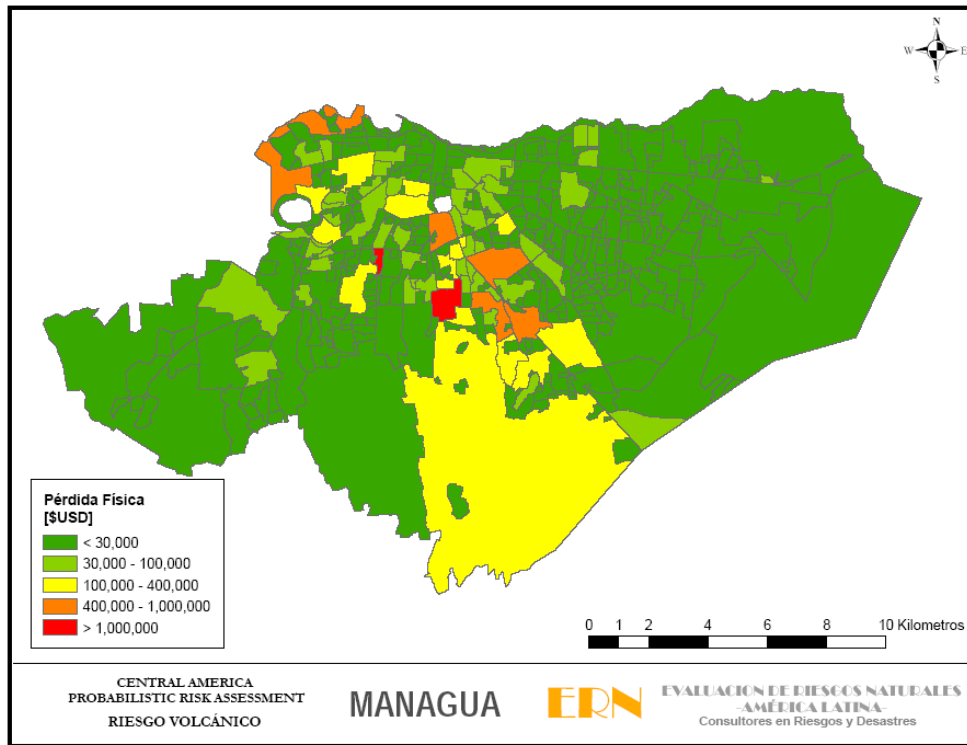 N
W E
S
Pérdida Física
[$USD]
< 30,000
30,000 - 100,000
100,000 - 400,000
400,000 - 1,000,000
> 1,000,000
0 1 2 4 6 8 10 Kilometros
CENTRAL AMERICA
PROBABILISTIC RISK ASSESSMENT
RIESGO VOLCÁNICO
MANAGUA
ERN
EVALUACION DE RIESGOS NATURALES
-AMÉRICA LATINA-
Consultores en Riesgos y Desastres